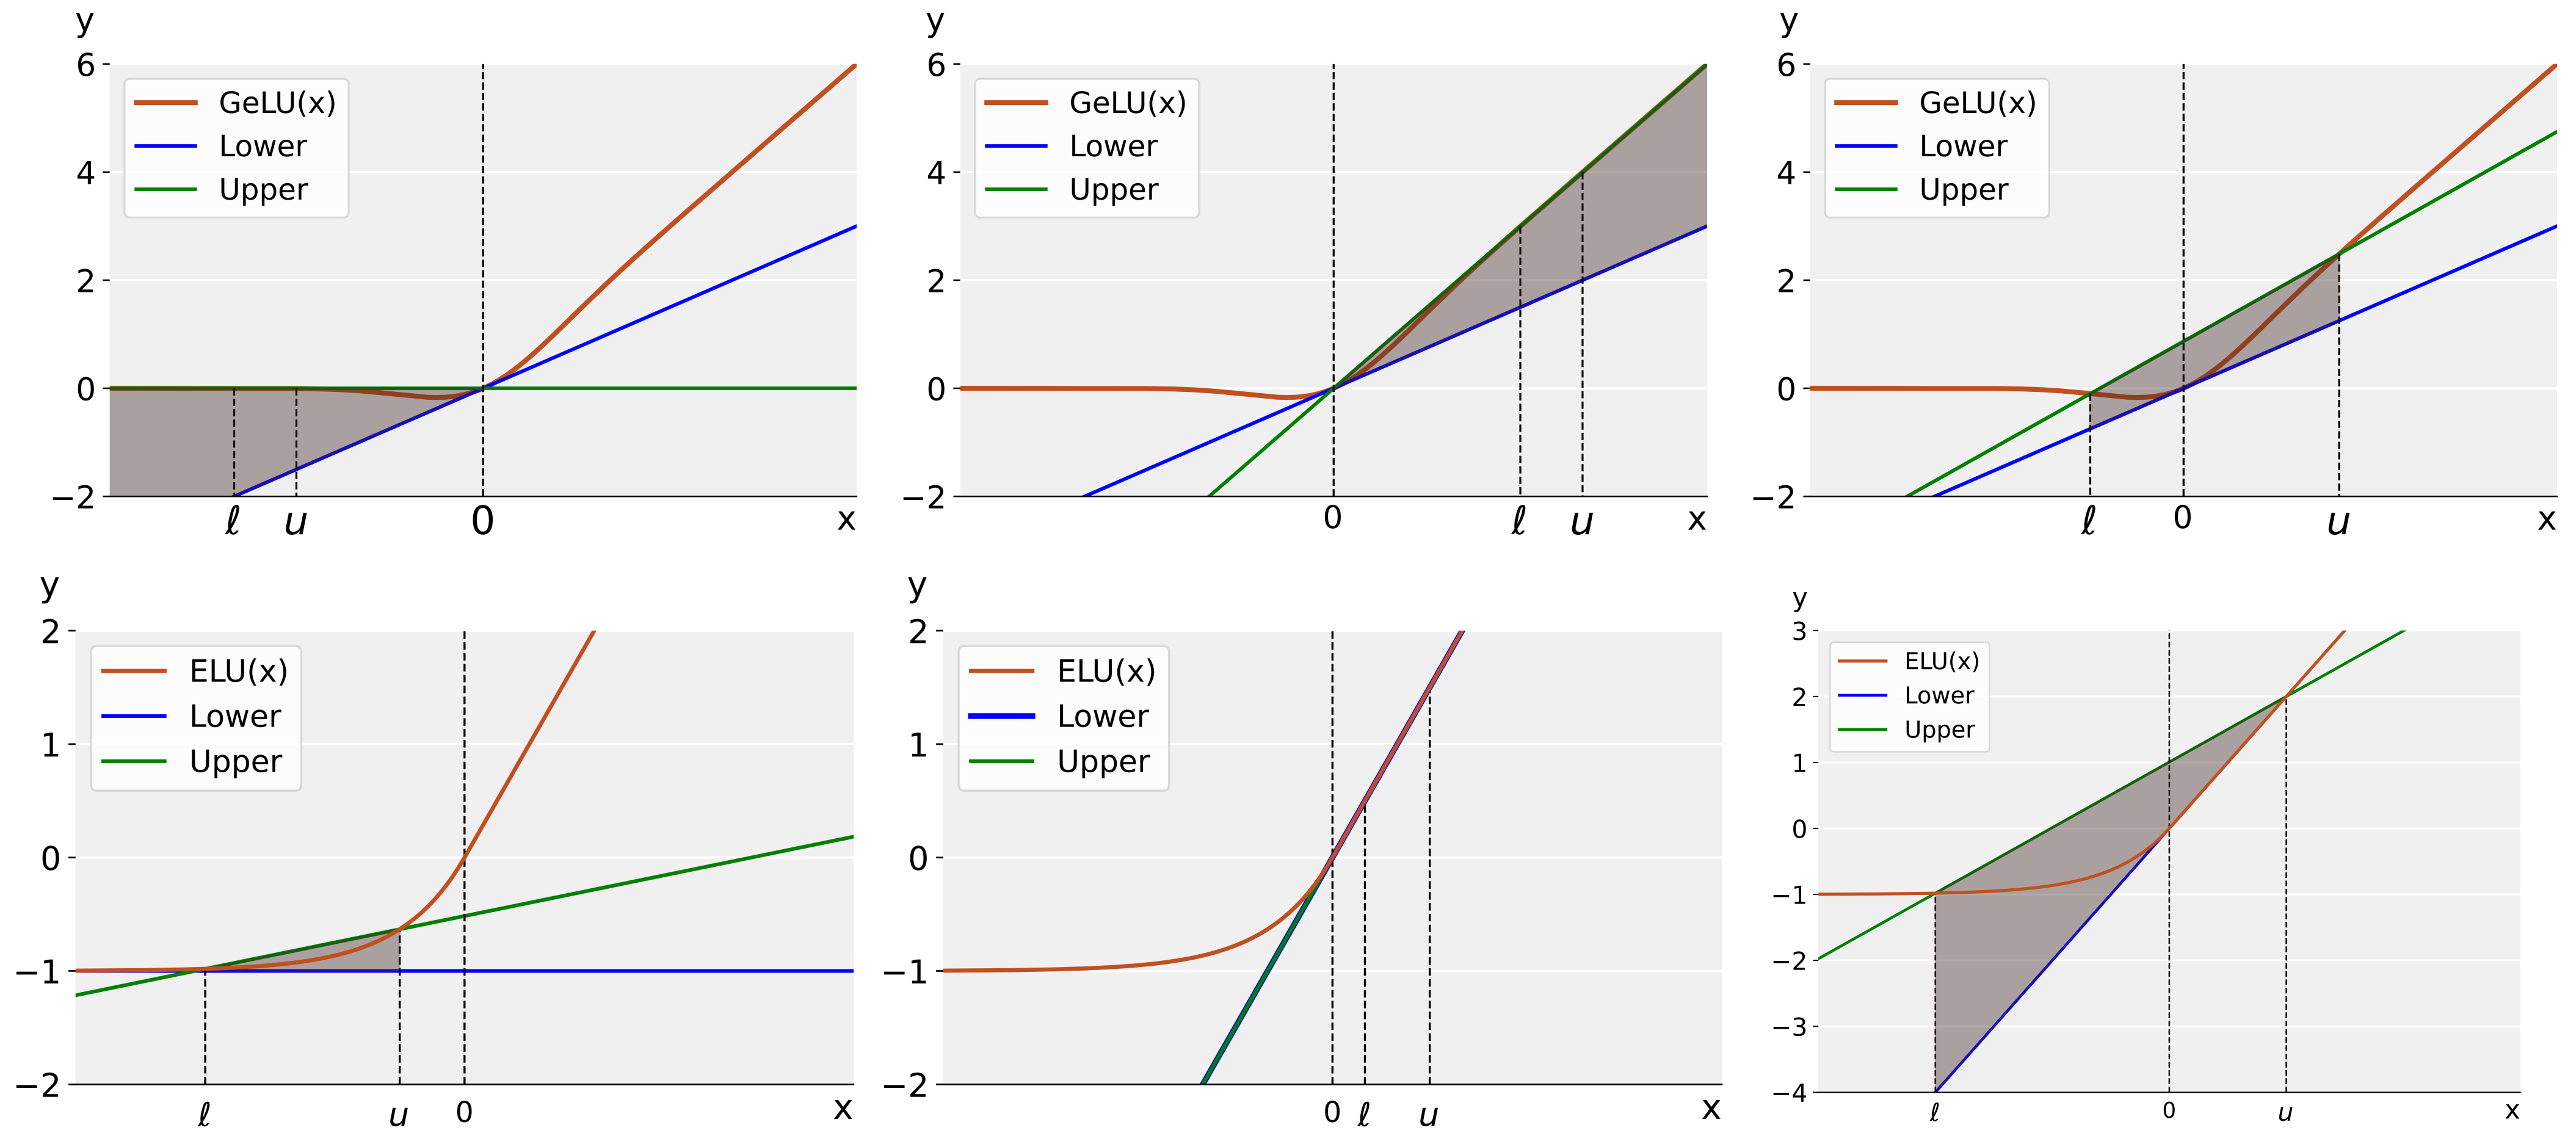 y
6
4
2
0
−2
GeLU(x)
Lower
Upper
ℓ u 0 x
y
6
4
2
0
−2
GeLU(x)
Lower
Upper
0 ℓ u x
y
6
4
2
0
−2
GeLU(x)
Lower
Upper
ℓ 0 u x
y
2
1
0
−1
−2
ELU(x)
Lower
Upper
ℓ u 0 x
y
2
1
0
−1
−2
ELU(x)
Lower
Upper
0 ℓ u x
y
3
2
1
0
−1
−2
−3
−4
ELU(x)
Lower
Upper
ℓ 0 u x